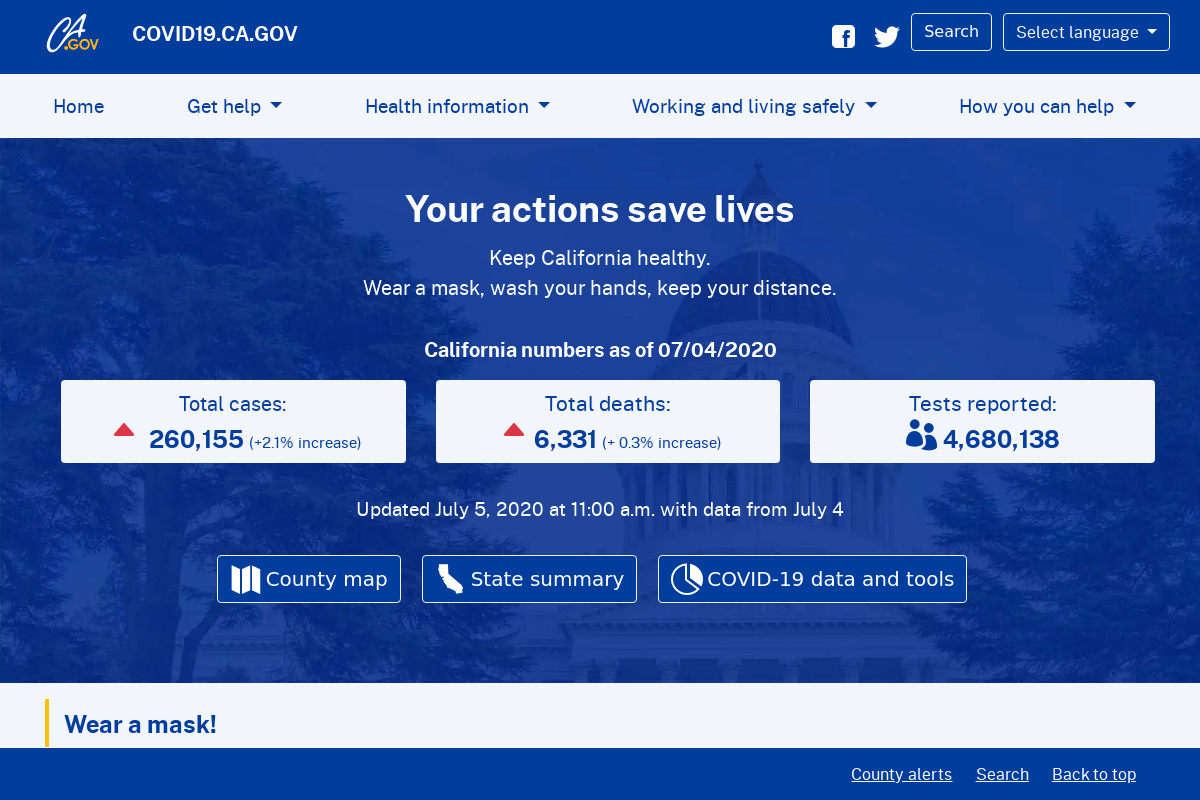 CA
.GOV
COVID19.CA.GOV
Search
Select language
Home
Get help
Health information
Working and living safely
How you can help
Your actions save lives
Keep California healthy.
Wear a mask, wash your hands, keep your distance.
California numbers as of 07/04/2020
Total cases:
260,155 (+2.1% increase)
Total deaths:
6,331 (+ 0.3% increase)
Tests reported:
4,680,138
Updated July 5, 2020 at 11:00 a.m. with data from July 4
County map
State summary
COVID-19 data and tools
Wear a mask!
County alerts
Search
Back to top